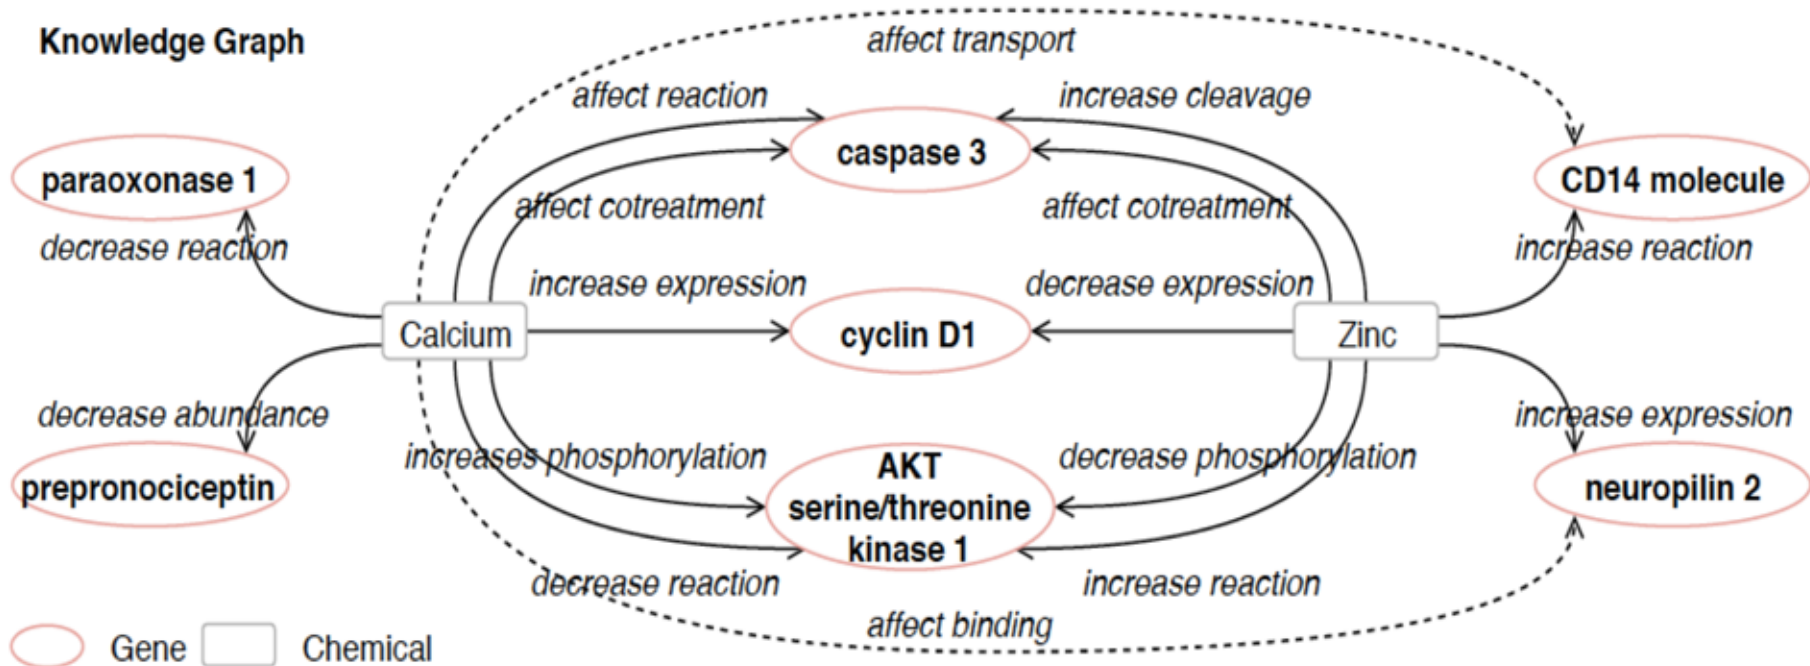 Knowledge Graph
affect transport
affect reaction
increase cleavage
paraoxonase 1
caspase 3
CD14 molecule
affect cotreatment
affect cotreatment
decrease reaction
increase reaction
increase expression
decrease expression
Calcium
cyclin D1
Zinc
decrease abundance
increase expression
increases phosphorylation
decrease phosphorylation
prepronociceptin
AKT
serine/threonine
kinase 1
neuropilin 2
decrease reaction
increase reaction
affect binding
Gene
Chemical